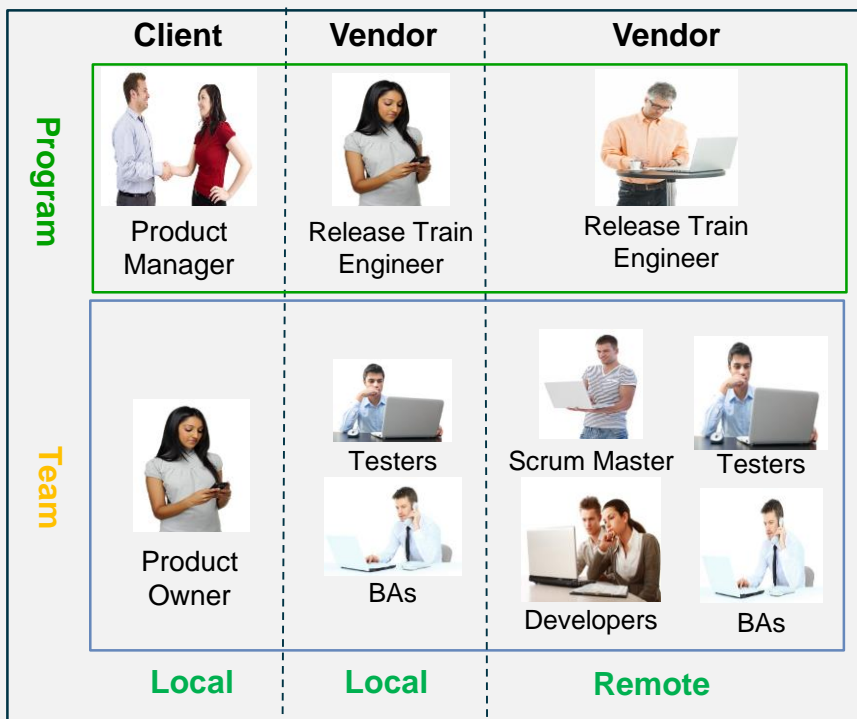 Client
Vendor
Vendor
Program
Product
Manager
Release Train
Engineer
Release Train
Engineer
Team
Product
Owner
Testers
BAs
Scrum Master
Testers
Developers
BAs
Local
Local
Remote